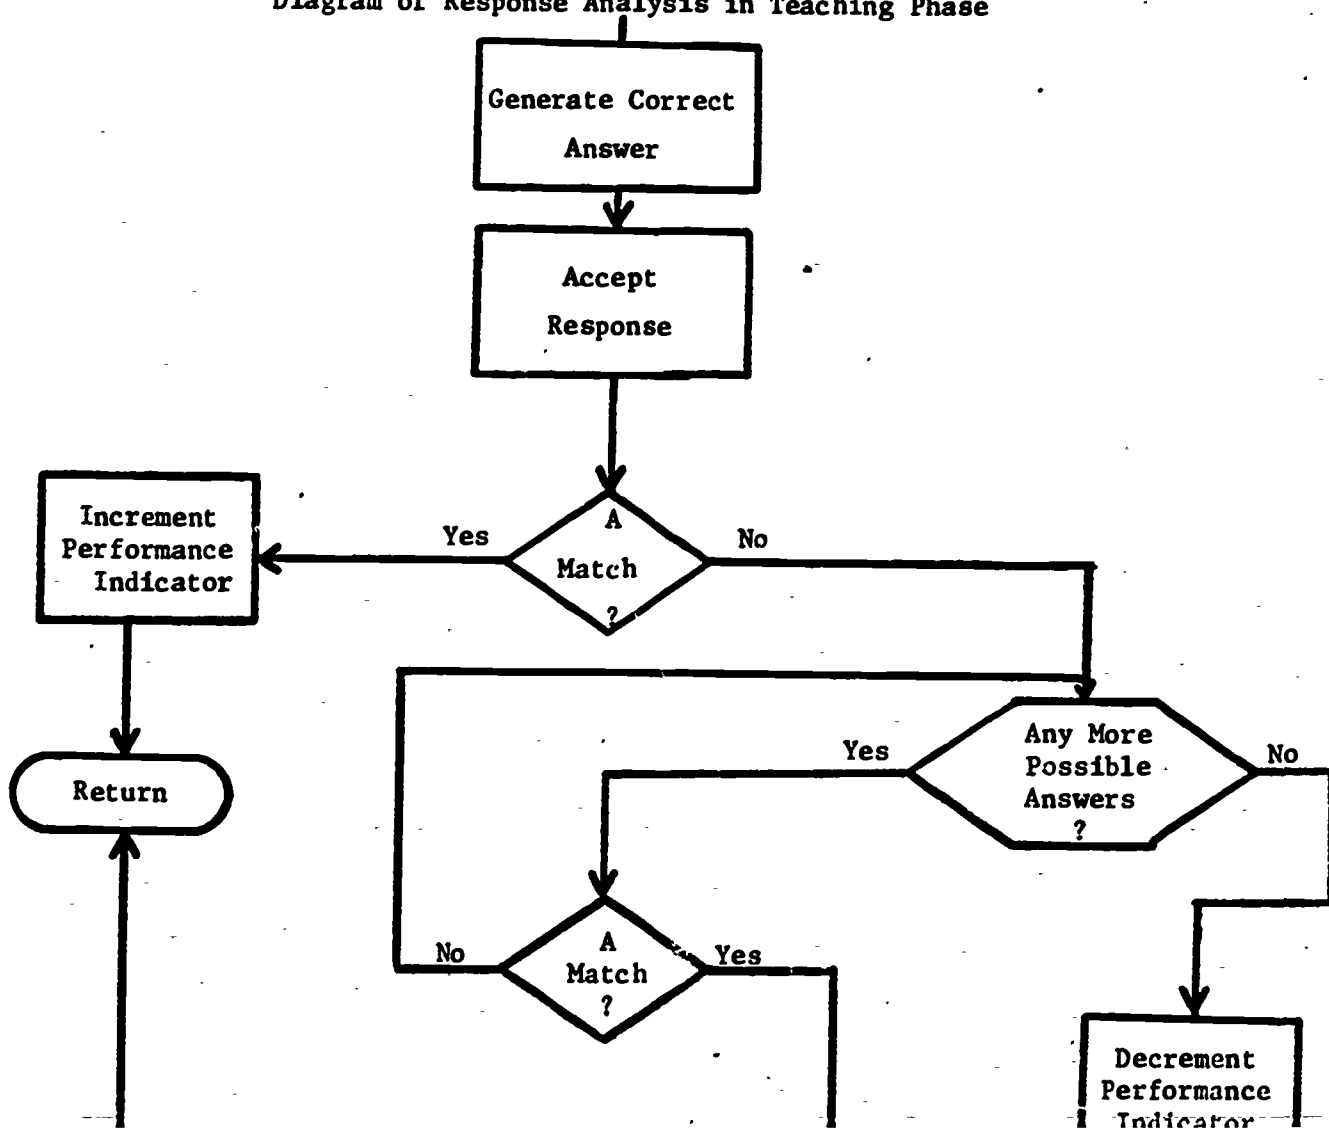 Diagram of Response Analysis in Teaching Phase
Generate Correct
Answer
Accept
Response
A
Match
?
Yes
No
Increment
Performance
Indicator
Return
Any More
Possible
Answers
?
Yes
No
A
Match
?
No
Yes
Decrement
Performance
Indicator